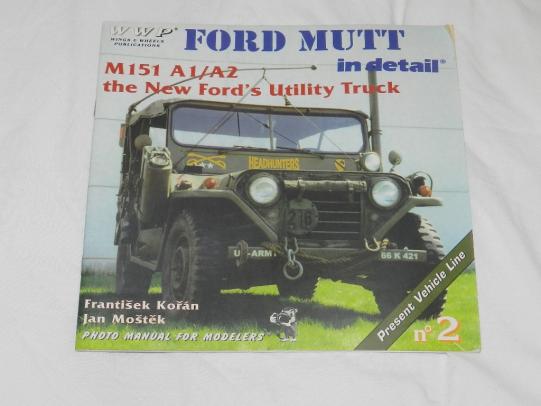 WWP®
WINGS & WHEELS
PUBLICATIONS
FORD MUTT
in detail®
M151 A1/A2
the New Ford's Utility Truck
HEADHUNTERS
216
US-ARMY
66 K 421
František Kořán
Jan Moštěk
PHOTO MANUAL FOR MODELERS
Present Vehicle Line
n° 2